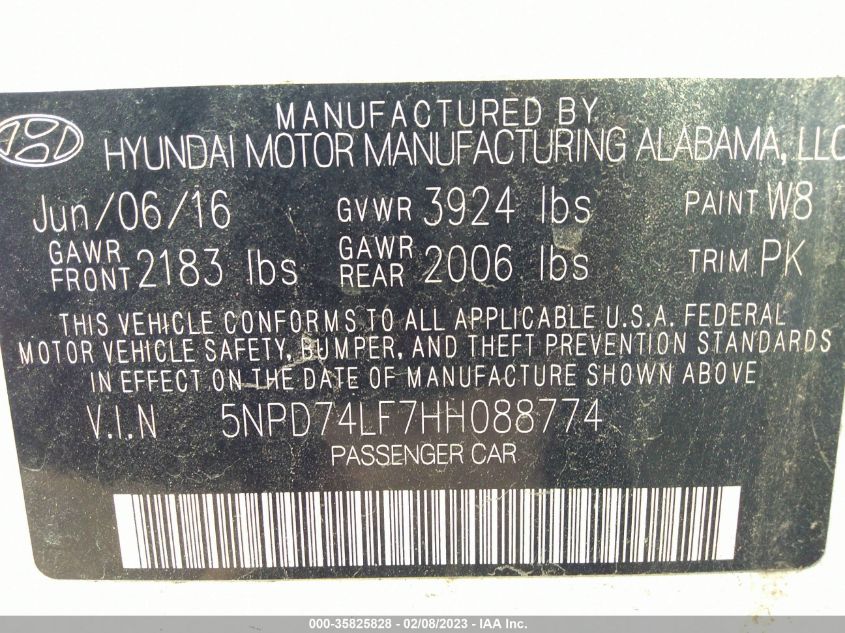 MANUFACTURED BY
HYUNDAI MOTOR MANUFACTURING ALABAMA, LLC
Jun/06/16 GVWR 3924 lbs PAINT W8
GAWR FRONT 2183 lbs GAWR REAR 2006 lbs TRIM PK
THIS VEHICLE CONFORMS TO ALL APPLICABLE U.S.A. FEDERAL
MOTOR VEHICLE SAFETY, BUMPER, AND THEFT PREVENTION STANDARDS
IN EFFECT ON THE DATE OF MANUFACTURE SHOWN ABOVE
V.I.N 5NPD74LF7HH088774
PASSENGER CAR
000-35825828 - 02/08/2023 - IAA Inc.